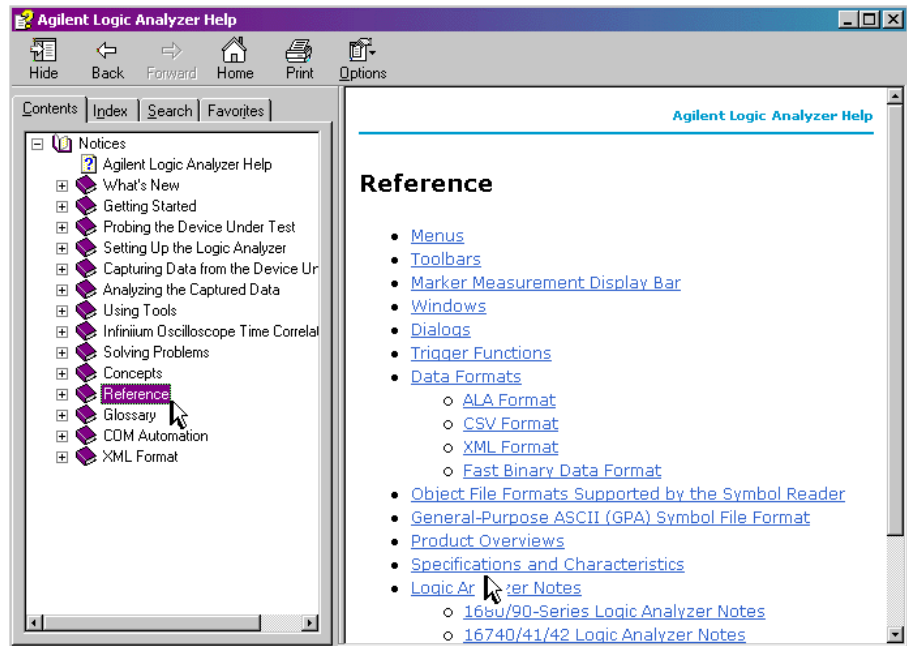 Agilent Logic Analyzer Help
Hide Back Forward Home Print Options
Contents Index Search Favorites
Notices
Agilent Logic Analyzer Help
What's New
Getting Started
Probing the Device Under Test
Setting Up the Logic Analyzer
Capturing Data from the Device
Analyzing the Captured Data
Using Tools
Infiniium Oscilloscope Time
Solving Problems
Concepts
Reference
Glossary
COM Automation
XML Format
Agilent Logic Analyzer Help
Reference
Menus
Toolbars
Marker Measurement Display Bar
Windows
Dialogs
Trigger Functions
Data Formats
ALA Format
CSV Format
XML Format
Fast Binary Data Format
Object File Formats Supported by the Symbol Reader
General-Purpose ASCII (GPA) Symbol File Format
Product Overviews
Specifications and Characteristics
Logic Notes
1680/90-Series Logic Analyzer Notes
16740/41/42 Logic Analyzer Notes